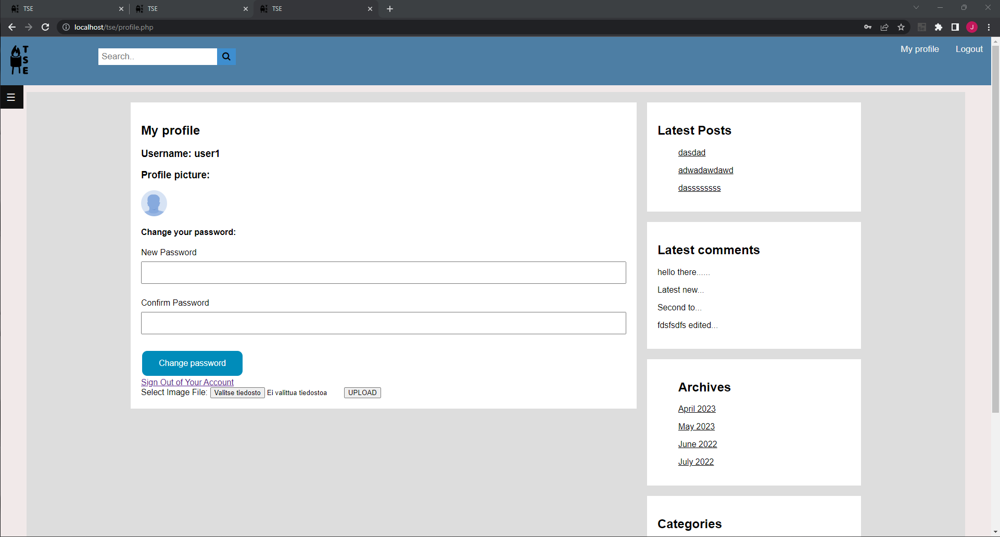 TSE
TSE
TSE
localhost/tse/profile.php
J
TSE
Search..
My profile
Logout
My profile
Username: user1
Profile picture:
Change your password:
New Password
Confirm Password
Change password
Sign Out of Your Account
Select Image File: Valitse tiedosto Ei valittua tiedostoa UPLOAD
Latest Posts
dasdad
adwadawdawd
dassssssss
Latest comments
hello there......
Latest new...
Second to...
fdsfsdfs edited...
Archives
April 2023
May 2023
June 2022
July 2022
Categories